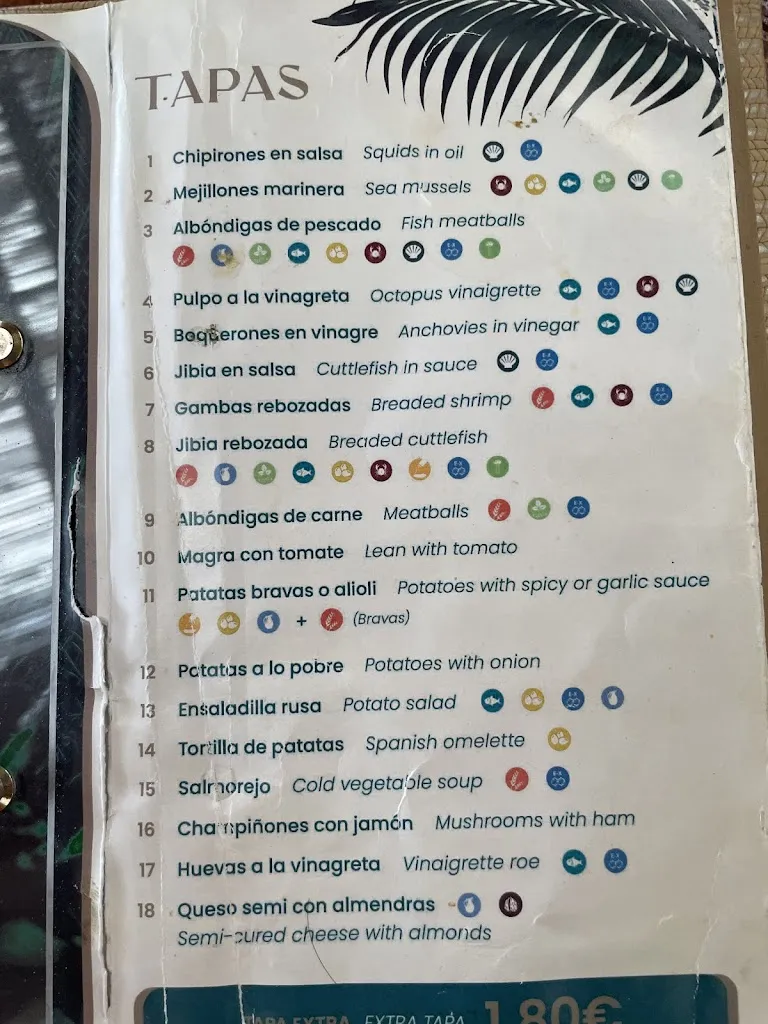 TAPAS
1 Chipirones en salsa Squids in oil
2 Mejillones marinera Sea mussels
3 Albóndigas de pescado Fish meatballs
4 Pulpo a la vinagreta Octopus vinaigrette
5 Boquerones en vinagre Anchovies in vinegar
6 Jibia en salsa Cuttlefish in sauce
7 Gambas rebozadas Breaded shrimp
8 Jibia rebozada Breaded cuttlefish
9 Albóndigas de carne Meatballs
10 Magra con tomate Lean with tomato
11 Patatas bravas o alioli Potatoes with spicy or garlic sauce
+ (Bravas)
12 Patatas a lo pobre Potatoes with onion
13 Ensaladilla rusa Potato salad
14 Tortilla de patatas Spanish omelette
15 Salmorejo Cold vegetable soup
16 Champiñones con jamón Mushrooms with ham
17 Huevas a la vinagreta Vinaigrette roe
18 Queso semi con almendras
Semi-cured cheese with almonds
TAPA EXTRA EXTRA TAPA 1,80€